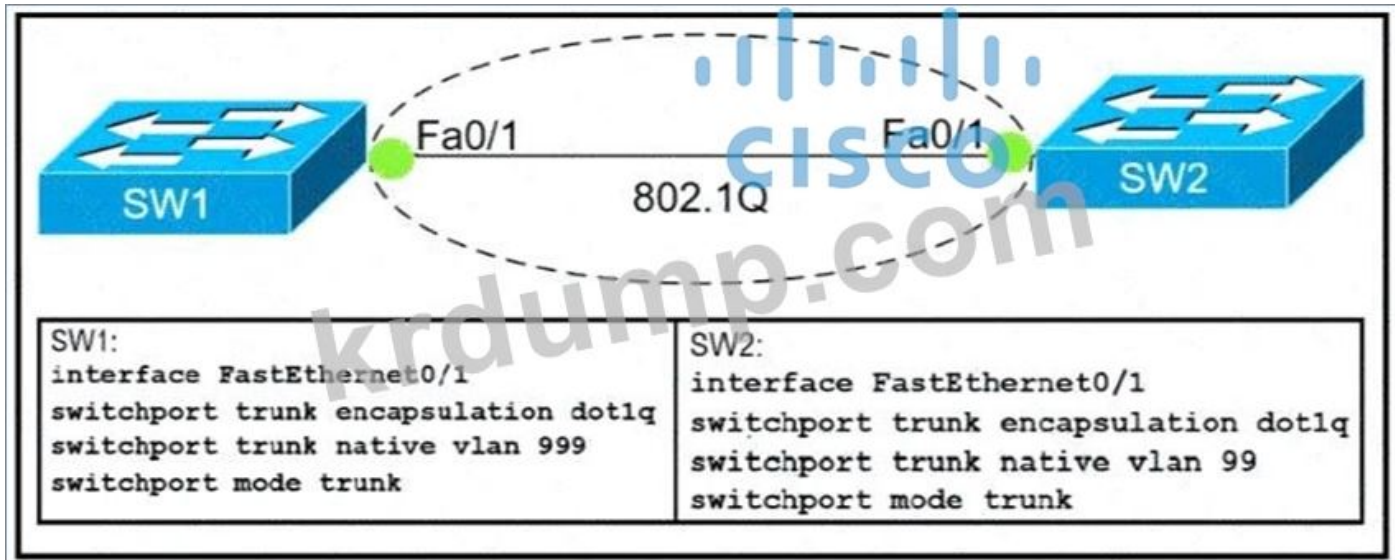 CISCO
Fa0/1
Fa0/1
802.1Q
SW1
SW2
krdump.com
SW1:
interface FastEthernet0/1
switchport trunk encapsulation dot1q
switchport trunk native vlan 999
switchport mode trunk
SW2:
interface FastEthernet0/1
switchport trunk encapsulation dot1q
switchport trunk native vlan 99
switchport mode trunk